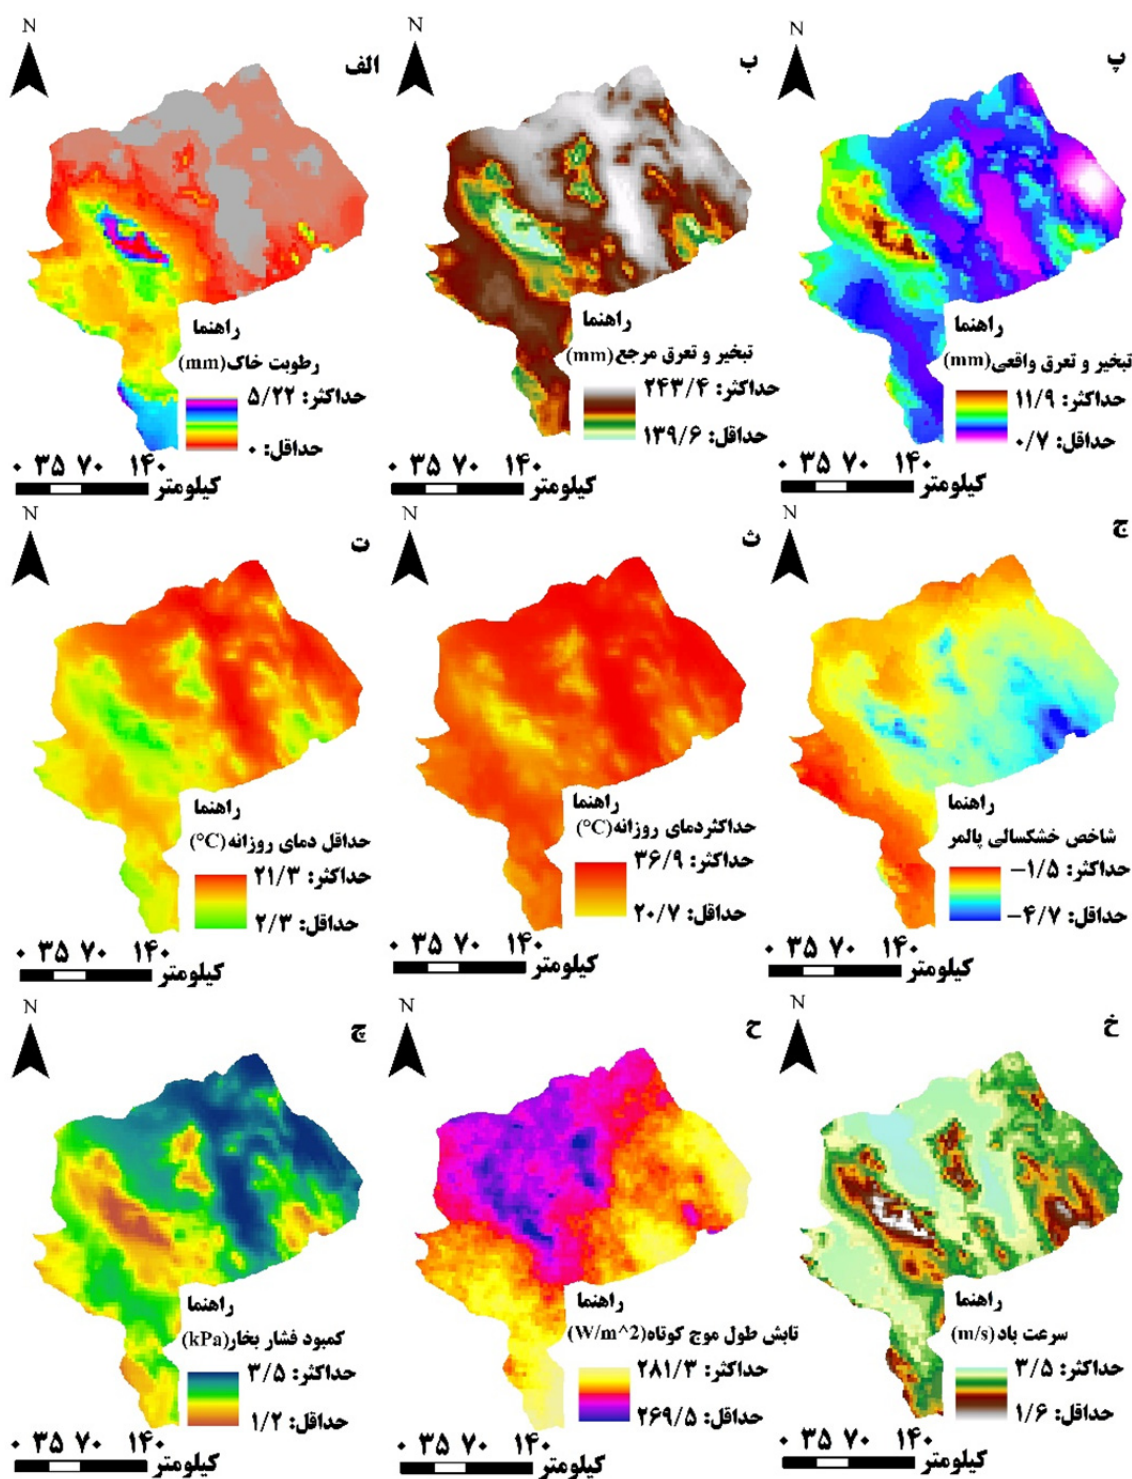 N
الف
راهنما
رطوبت خاک(mm)
حداکثر: ۵/۲۲
حداقل: ۰
۰ ۳۵ ۷۰ ۱۴۰
کیلومتر
N
ب
راهنما
تبخیر و تعرق مرجع(mm)
حداکثر: ۲۴۳/۴
حداقل: ۱۳۹/۶
۰ ۳۵ ۷۰ ۱۴۰
کیلومتر
N
پ
راهنما
تبخیر و تعرق واقعی(mm)
حداکثر: ۱۱/۹
حداقل: ۰/۷
۰ ۳۵ ۷۰ ۱۴۰
کیلومتر
N
ت
راهنما
حداقل دمای روزانه(°C)
حداکثر: ۲۱/۳
حداقل: ۲/۳
۰ ۳۵ ۷۰ ۱۴۰
کیلومتر
N
ث
راهنما
حداکثردمای روزانه(°C)
حداکثر: ۳۶/۹
حداقل: ۲۰/۷
۰ ۳۵ ۷۰ ۱۴۰
کیلومتر
N
ج
راهنما
شاخص خشکسالی پالمر
حداکثر: ۱/۵−
حداقل: ۴/۷−
۰ ۳۵ ۷۰ ۱۴۰
کیلومتر
N
چ
راهنما
کمبود فشار بخار(kPa)
حداکثر: ۳/۵
حداقل: ۱/۲
۰ ۳۵ ۷۰ ۱۴۰
کیلومتر
N
ح
راهنما
تابش طول موج کوتاه(W/m^2)
حداکثر: ۲۸۱/۳
حداقل: ۲۶۹/۵
۰ ۳۵ ۷۰ ۱۴۰
کیلومتر
N
خ
راهنما
سرعت باد(m/s)
حداکثر: ۳/۵
حداقل: ۱/۶
۰ ۳۵ ۷۰ ۱۴۰
کیلومتر